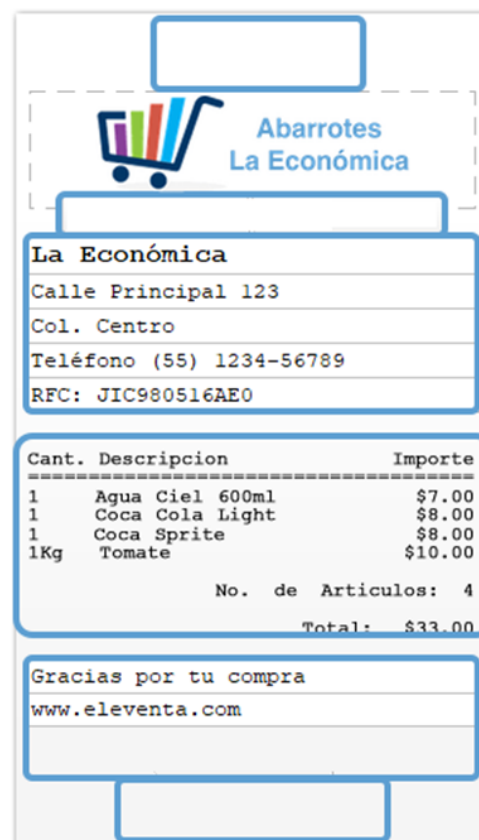 Abarrotes
La Económica
La Económica
Calle Principal 123
Col. Centro
Teléfono (55) 1234-56789
RFC: JIC980516AE0
Cant. Descripcion Importe
======================================
1 Agua Ciel 600ml $7.00
1 Coca Cola Light $8.00
1 Coca Sprite $8.00
1Kg Tomate $10.00
No. de Articulos: 4
Total: $33.00
Gracias por tu compra
www.eleventa.com